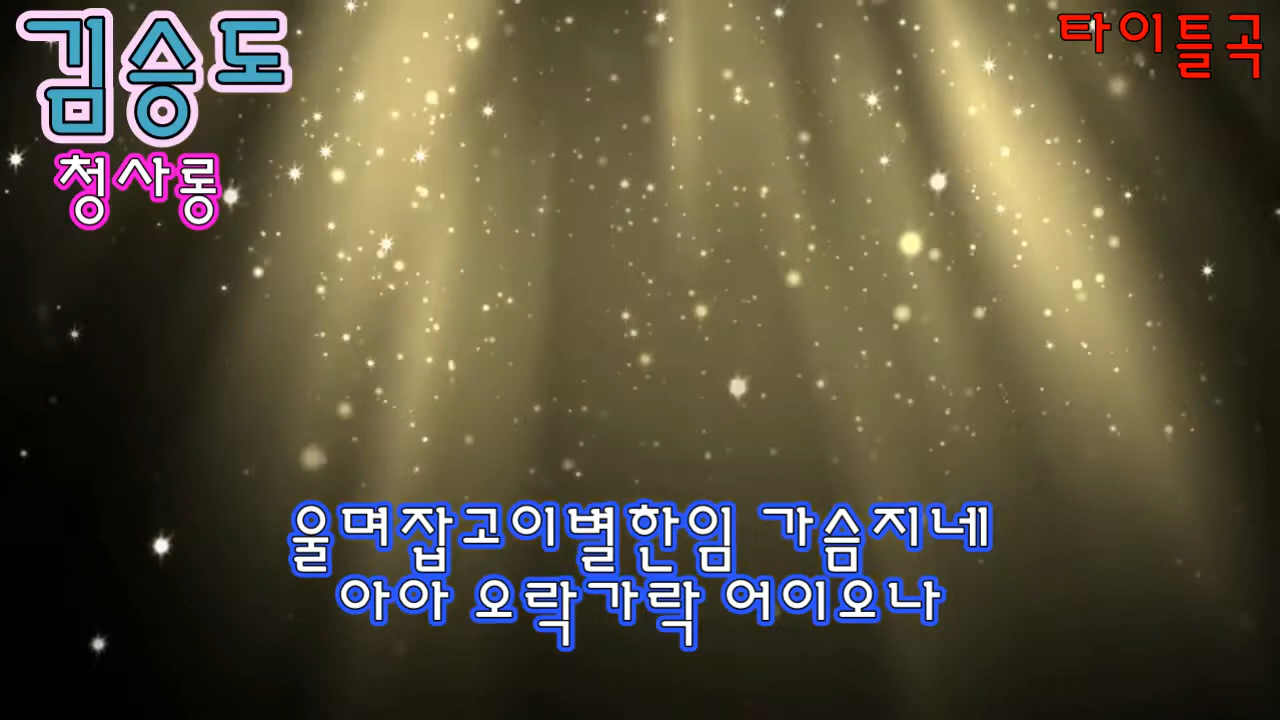 김승도
타이틀곡
청사롱
울며잡고이별한임 가슴지네
아아 오락가락 어이오나